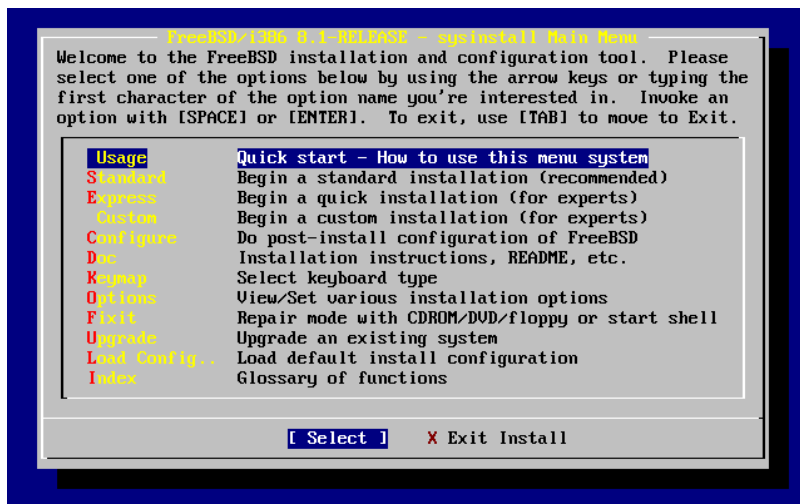 FreeBSD/i386 8.1-RELEASE - sysinstall Main Menu
Welcome to the FreeBSD installation and configuration tool.  Please
select one of the options below by using the arrow keys or typing the
first character of the option name you're interested in.  Invoke an
option with [SPACE] or [ENTER].  To exit, use [TAB] to move to Exit.
Usage Quick start - How to use this menu system
Standard Begin a standard installation (recommended)
Express Begin a quick installation (for experts)
Custom Begin a custom installation (for experts)
Configure Do post-install configuration of FreeBSD
Doc Installation instructions, README, etc.
Keymap Select keyboard type
Options View/Set various installation options
Fixit Repair mode with CDROM/DVD/floppy or start shell
Upgrade Upgrade an existing system
Load Config.. Load default install configuration
Index Glossary of functions
[ Select ] X Exit Install